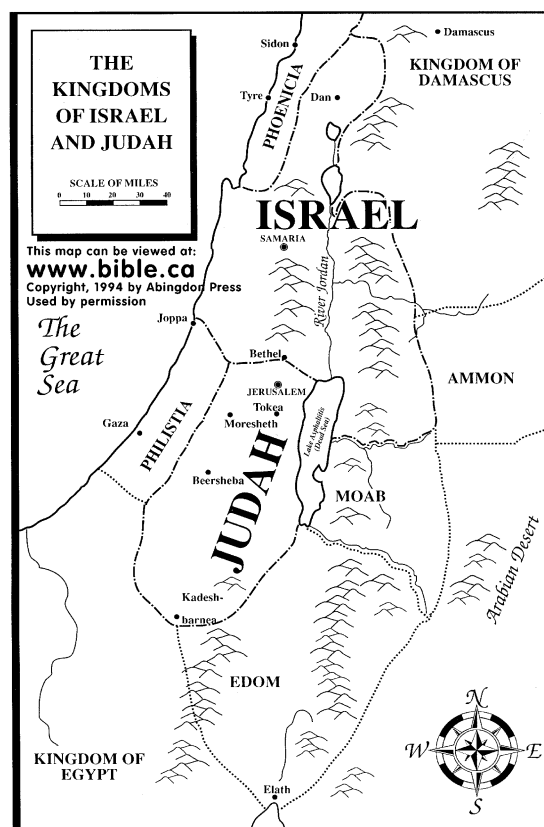 THE
KINGDOMS
OF ISRAEL
AND JUDAH
SCALE OF MILES
0 10 20 30 40
This map can be viewed at:
www.bible.ca
Copyright, 1994 by Abingdon Press
Used by permission
Sidon
Damascus
KINGDOM OF
DAMASCUS
Tyre
PHOENICIA
Dan
ISRAEL
SAMARIA
River Jordan
The
Great
Sea
Joppa
Bethel
JERUSALEM
Tokea
Moresheth
AMMON
Gaza
PHILISTIA
Lake Asphaltitis
(Dead Sea)
Beersheba
JUDAH
MOAB
Arabian Desert
Kadesh-
barnea
EDOM
KINGDOM OF
EGYPT
Elath
N
W
E
S